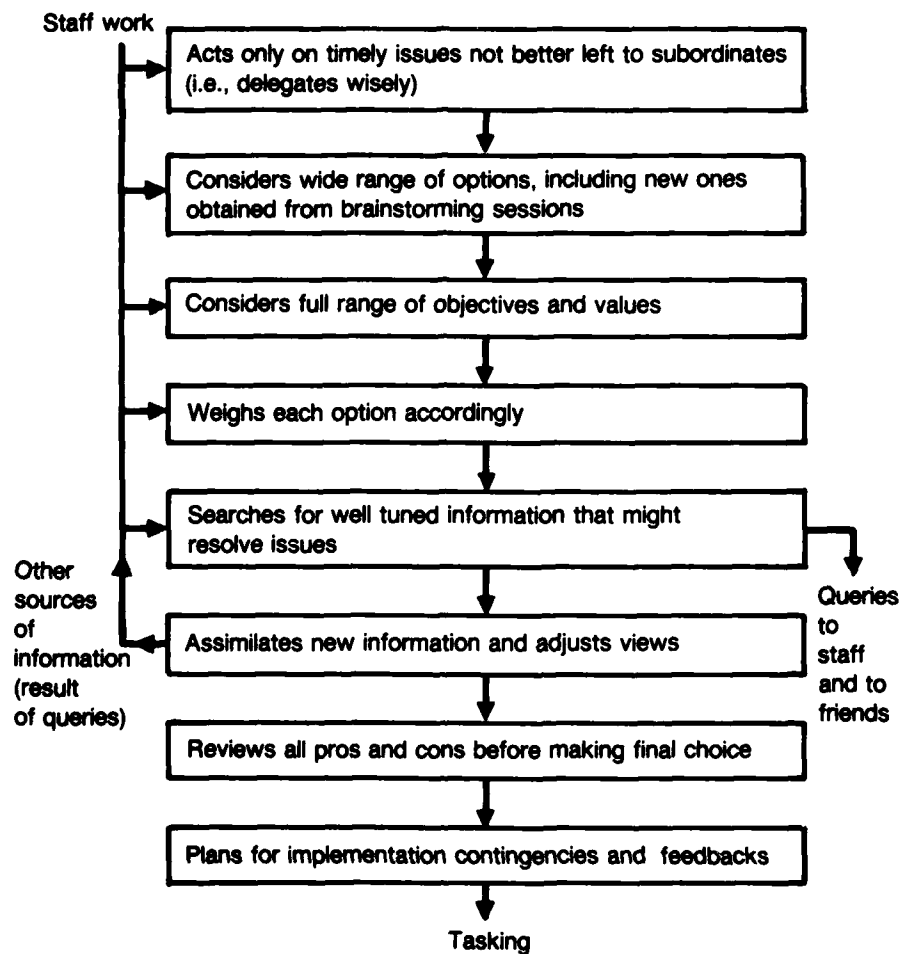 Staff work
Acts only on timely issues not better left to subordinates
(i.e., delegates wisely)
Considers wide range of options, including new ones
obtained from brainstorming sessions
Considers full range of objectives and values
Weighs each option accordingly
Searches for well tuned information that might
resolve issues
Other
sources
of
information
(result
of queries)
Queries
to
staff
and to
friends
Assimilates new information and adjusts views
Reviews all pros and cons before making final choice
Plans for implementation contingencies and feedbacks
Tasking